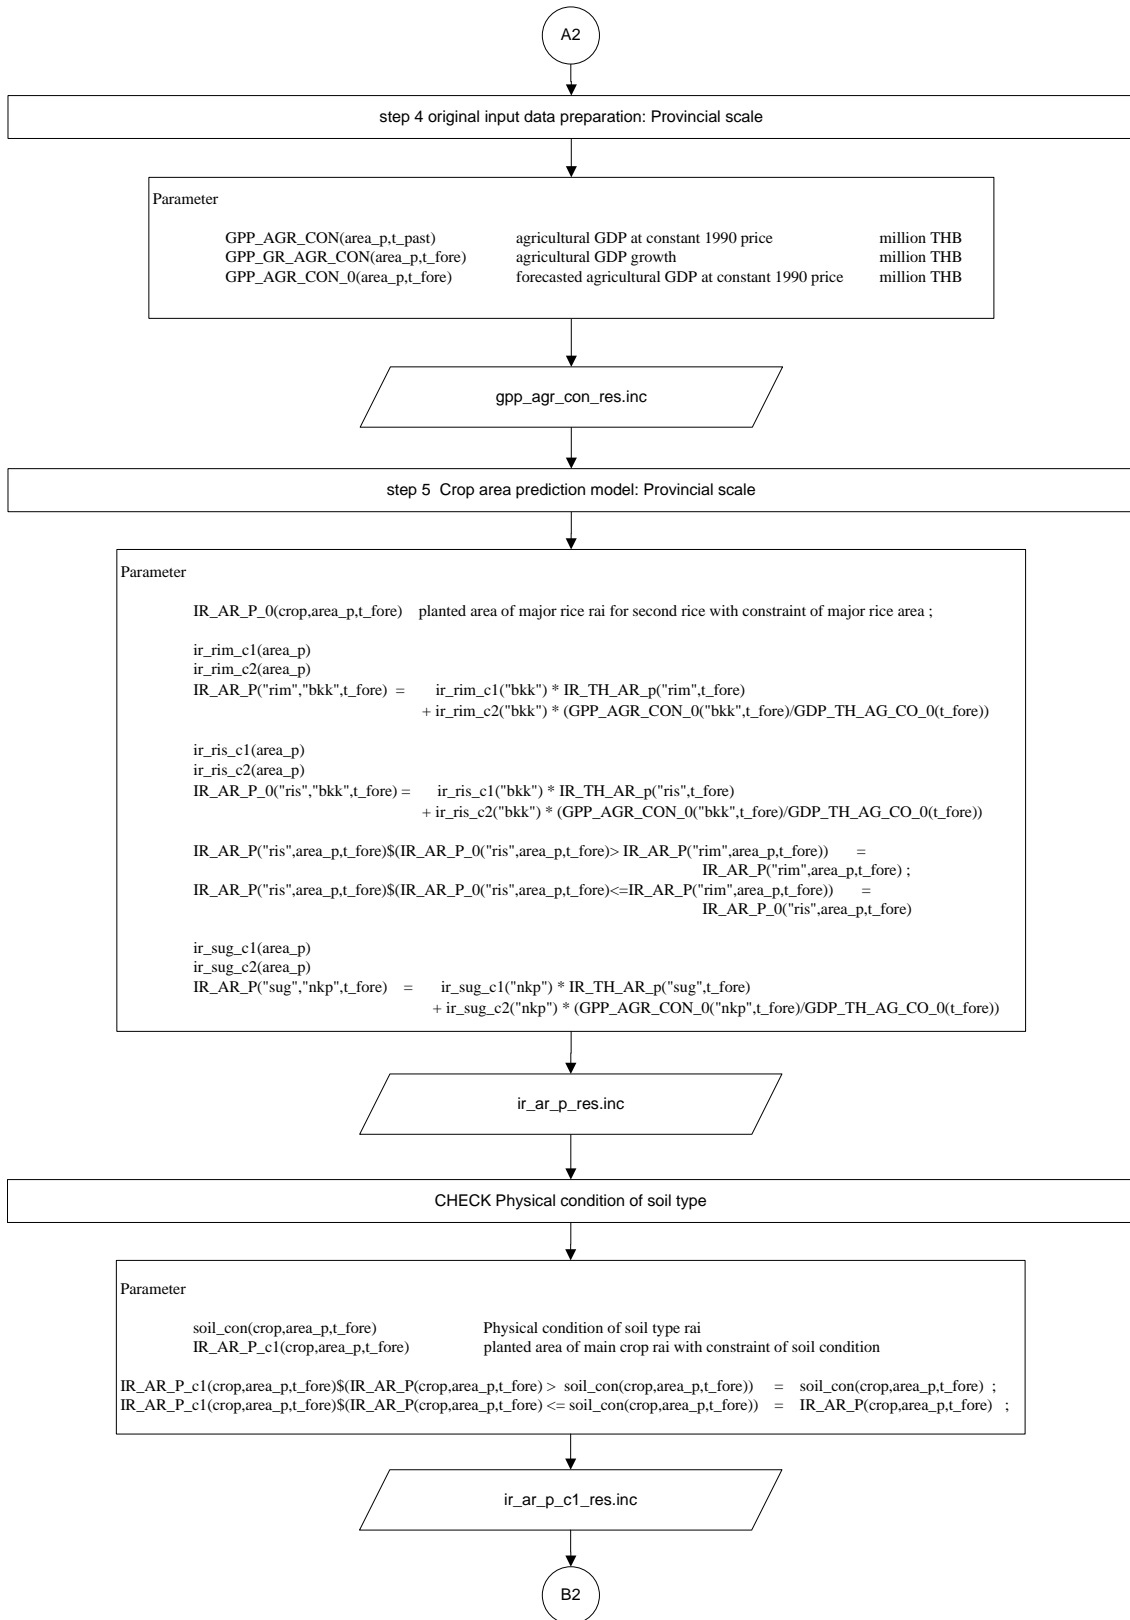 A2
step 4 original input data preparation: Provincial scale
Parameter
GPP_AGR_CON(area_p,t_past) agricultural GDP at constant 1990 price million THB
GPP_GR_AGR_CON(area_p,t_fore) agricultural GDP growth million THB
GPP_AGR_CON_0(area_p,t_fore) forecasted agricultural GDP at constant 1990 price million THB
gpp_agr_con_res.inc
step 5 Crop area prediction model: Provincial scale
Parameter
IR_AR_P_0(crop,area_p,t_fore) planted area of major rice rai for second rice with constraint of major rice area ;
ir_rim_c1(area_p)
ir_rim_c2(area_p)
IR_AR_P("rim","bkk",t_fore) = ir_rim_c1("bkk") * IR_TH_AR_p("rim",t_fore)
+ ir_rim_c2("bkk") * (GPP_AGR_CON_0("bkk",t_fore)/GDP_TH_AG_CO_0(t_fore))
ir_ris_c1(area_p)
ir_ris_c2(area_p)
IR_AR_P_0("ris","bkk",t_fore) = ir_ris_c1("bkk") * IR_TH_AR_p("ris",t_fore)
+ ir_ris_c2("bkk") * (GPP_AGR_CON_0("bkk",t_fore)/GDP_TH_AG_CO_0(t_fore))
IR_AR_P("ris",area_p,t_fore)$(IR_AR_P_0("ris",area_p,t_fore)> IR_AR_P("rim",area_p,t_fore)) =
IR_AR_P("rim",area_p,t_fore) ;
IR_AR_P("ris",area_p,t_fore)$(IR_AR_P_0("ris",area_p,t_fore)<=IR_AR_P("rim",area_p,t_fore)) =
IR_AR_P_0("ris",area_p,t_fore)
ir_sug_c1(area_p)
ir_sug_c2(area_p)
IR_AR_P("sug","nkp",t_fore) = ir_sug_c1("nkp") * IR_TH_AR_p("sug",t_fore)
+ ir_sug_c2("nkp") * (GPP_AGR_CON_0("nkp",t_fore)/GDP_TH_AG_CO_0(t_fore))
ir_ar_p_res.inc
CHECK Physical condition of soil type
Parameter
soil_con(crop,area_p,t_fore) Physical condition of soil type rai
IR_AR_P_c1(crop,area_p,t_fore) planted area of main crop rai with constraint of soil condition
IR_AR_P_c1(crop,area_p,t_fore)$(IR_AR_P(crop,area_p,t_fore) > soil_con(crop,area_p,t_fore)) = soil_con(crop,area_p,t_fore) ;
IR_AR_P_c1(crop,area_p,t_fore)$(IR_AR_P(crop,area_p,t_fore) <= soil_con(crop,area_p,t_fore)) = IR_AR_P(crop,area_p,t_fore) ;
ir_ar_p_c1_res.inc
B2